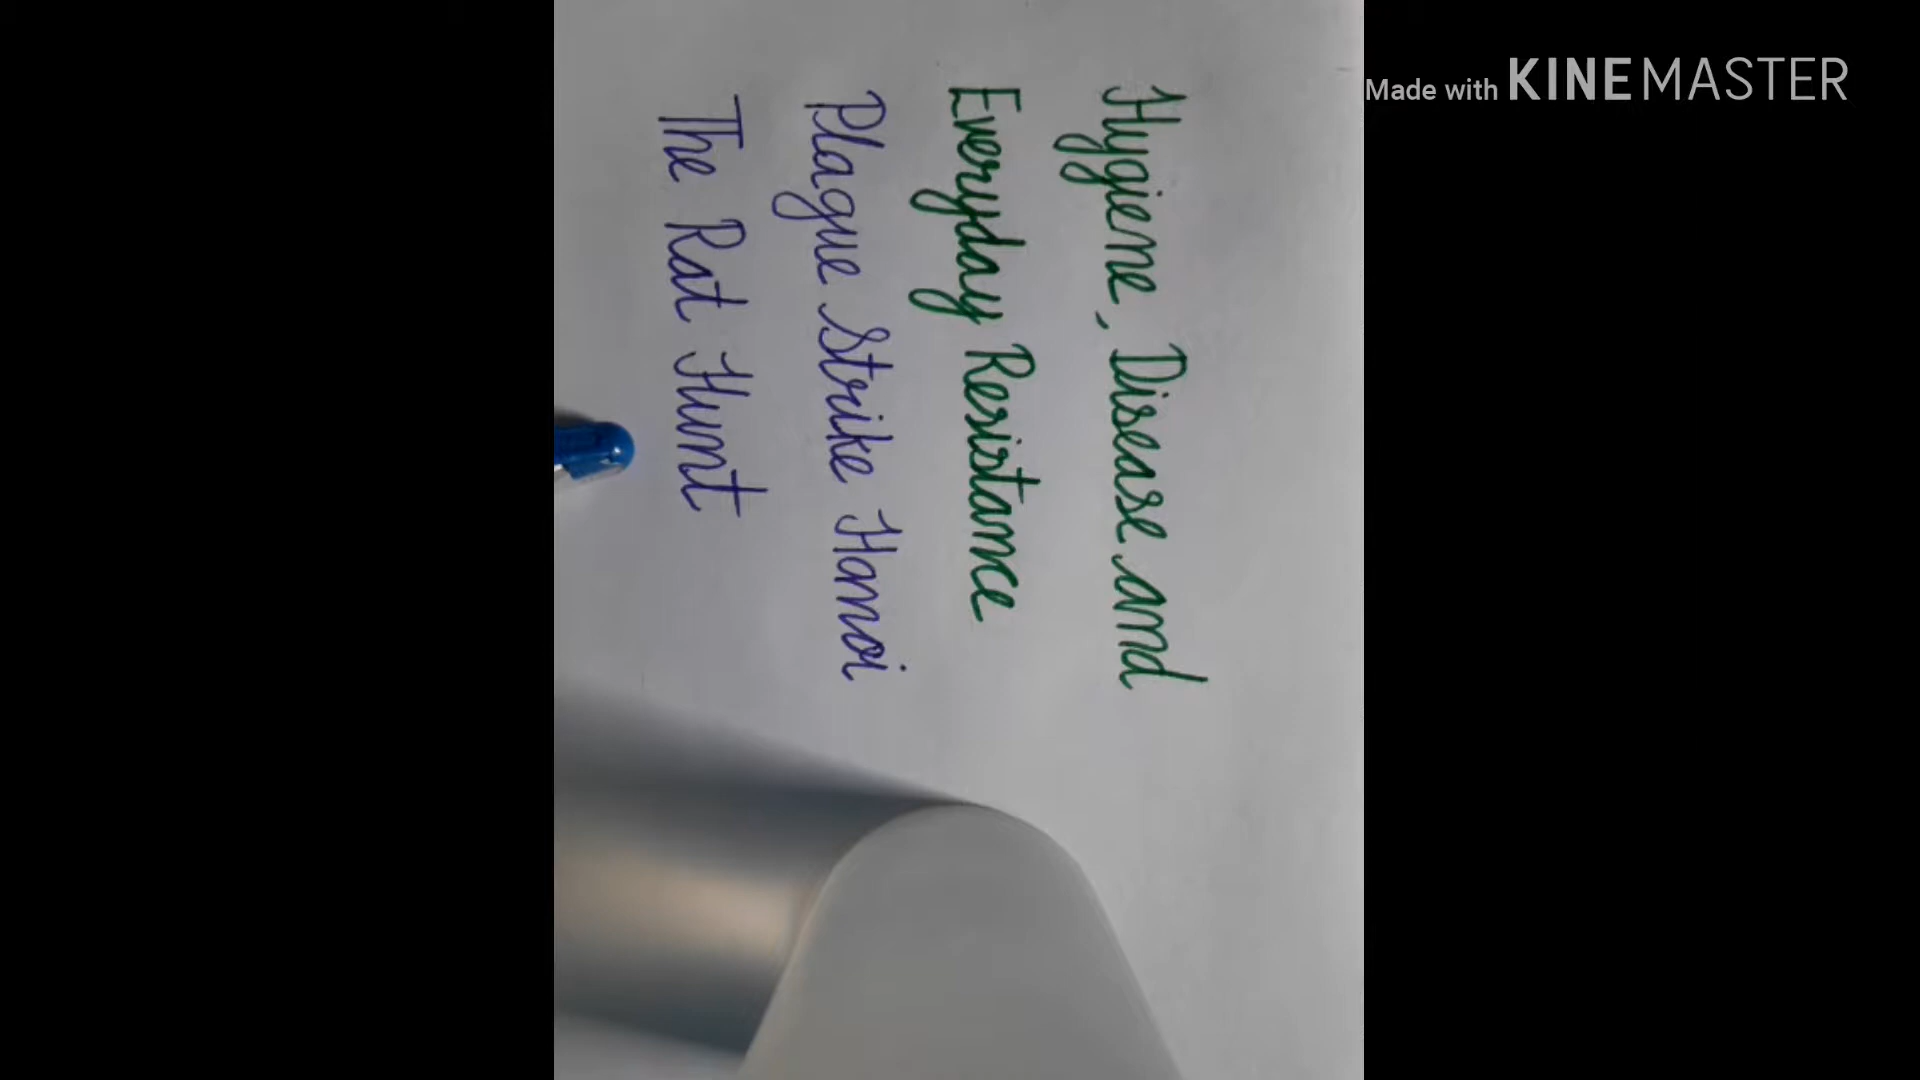 Hygiene, Disease and
Everyday Resistance
Plague Strike Hanoi
The Rat Hunt
Made with KINEMASTER